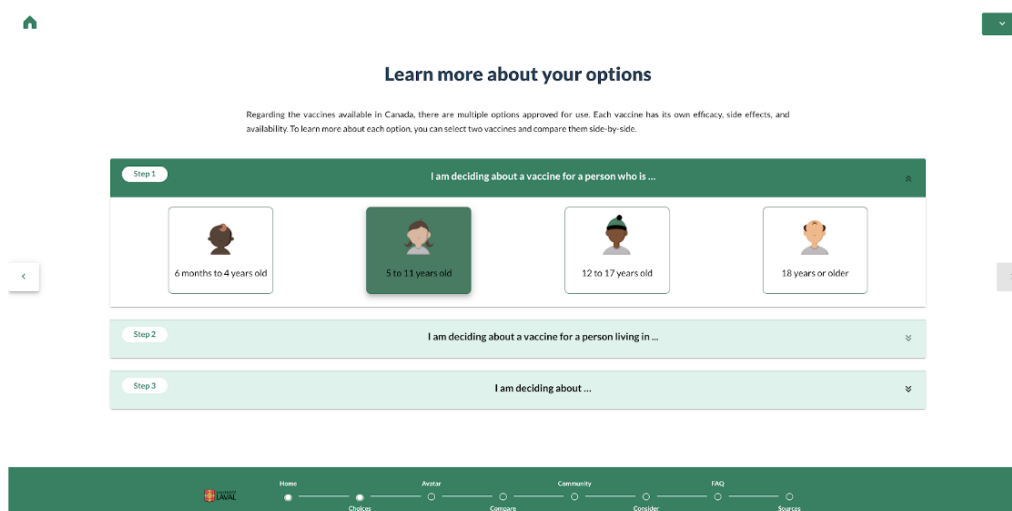 Learn more about your options
Regarding the vaccines available in Canada, there are multiple options approved for use. Each vaccine has its own efficacy, side effects, and
availability. To learn more about each option, you can select two vaccines and compare them side-by-side.
Step 1
I am deciding about a vaccine for a person who is ...
6 months to 4 years old
5 to 11 years old
12 to 17 years old
18 years or older
Step 2
I am deciding about a vaccine for a person living in ...
Step 3
I am deciding about ...
LAVAL
Home
Choices
Avatar
Compare
Community
Consider
FAQ
Sources